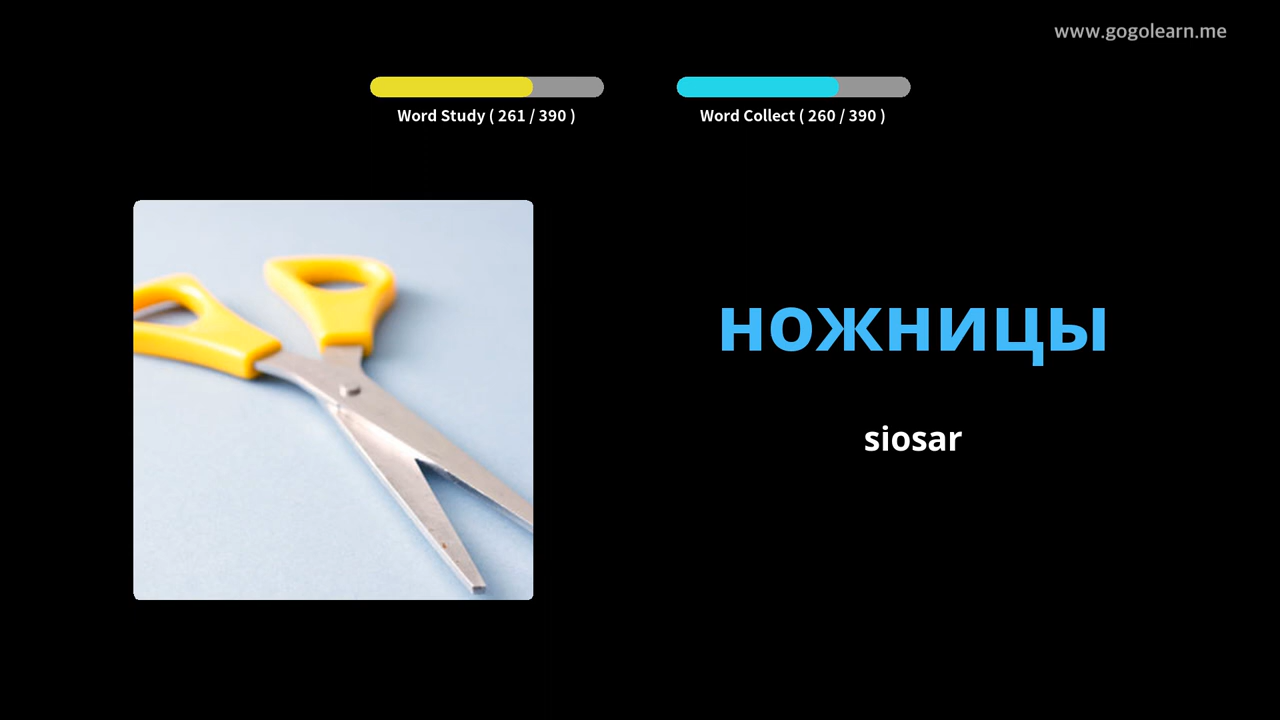 www.gogolearn.me
Word Study ( 261 / 390 )
Word Collect ( 260 / 390 )
ножницы
siosar